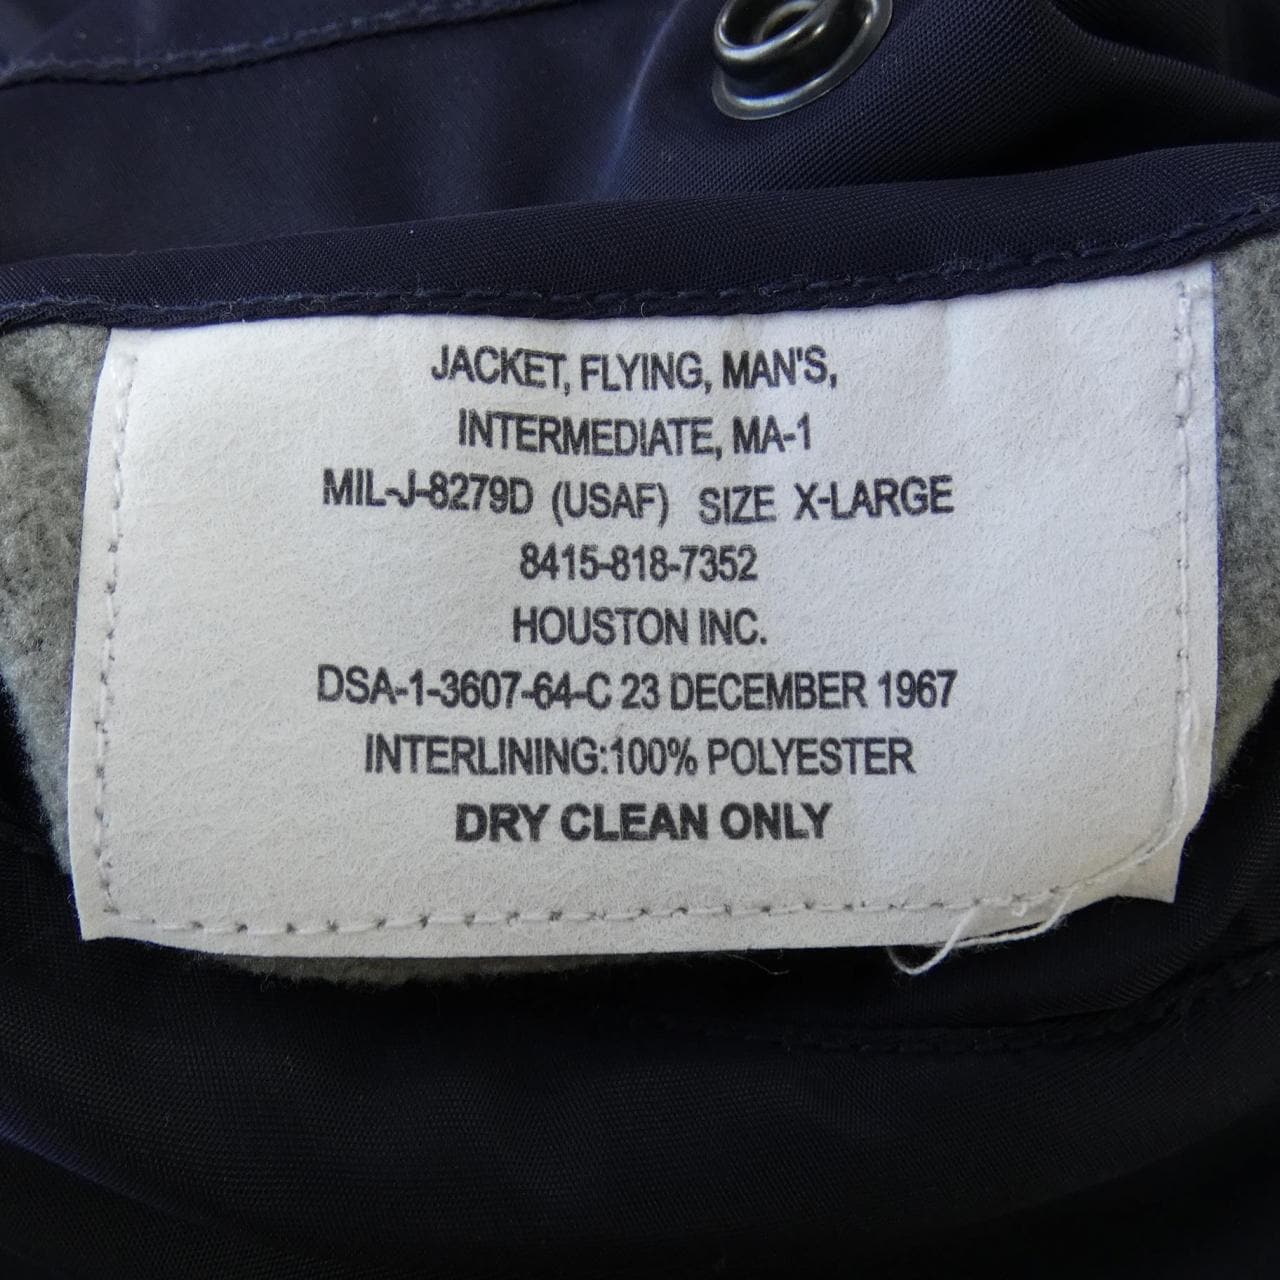 JACKET, FLYING, MAN'S,
INTERMEDIATE, MA-1
MIL-J-8279D (USAF) SIZE X-LARGE
8415-818-7352
HOUSTON INC.
DSA-1-3607-64-C 23 DECEMBER 1967
INTERLINING:100% POLYESTER
DRY CLEAN ONLY